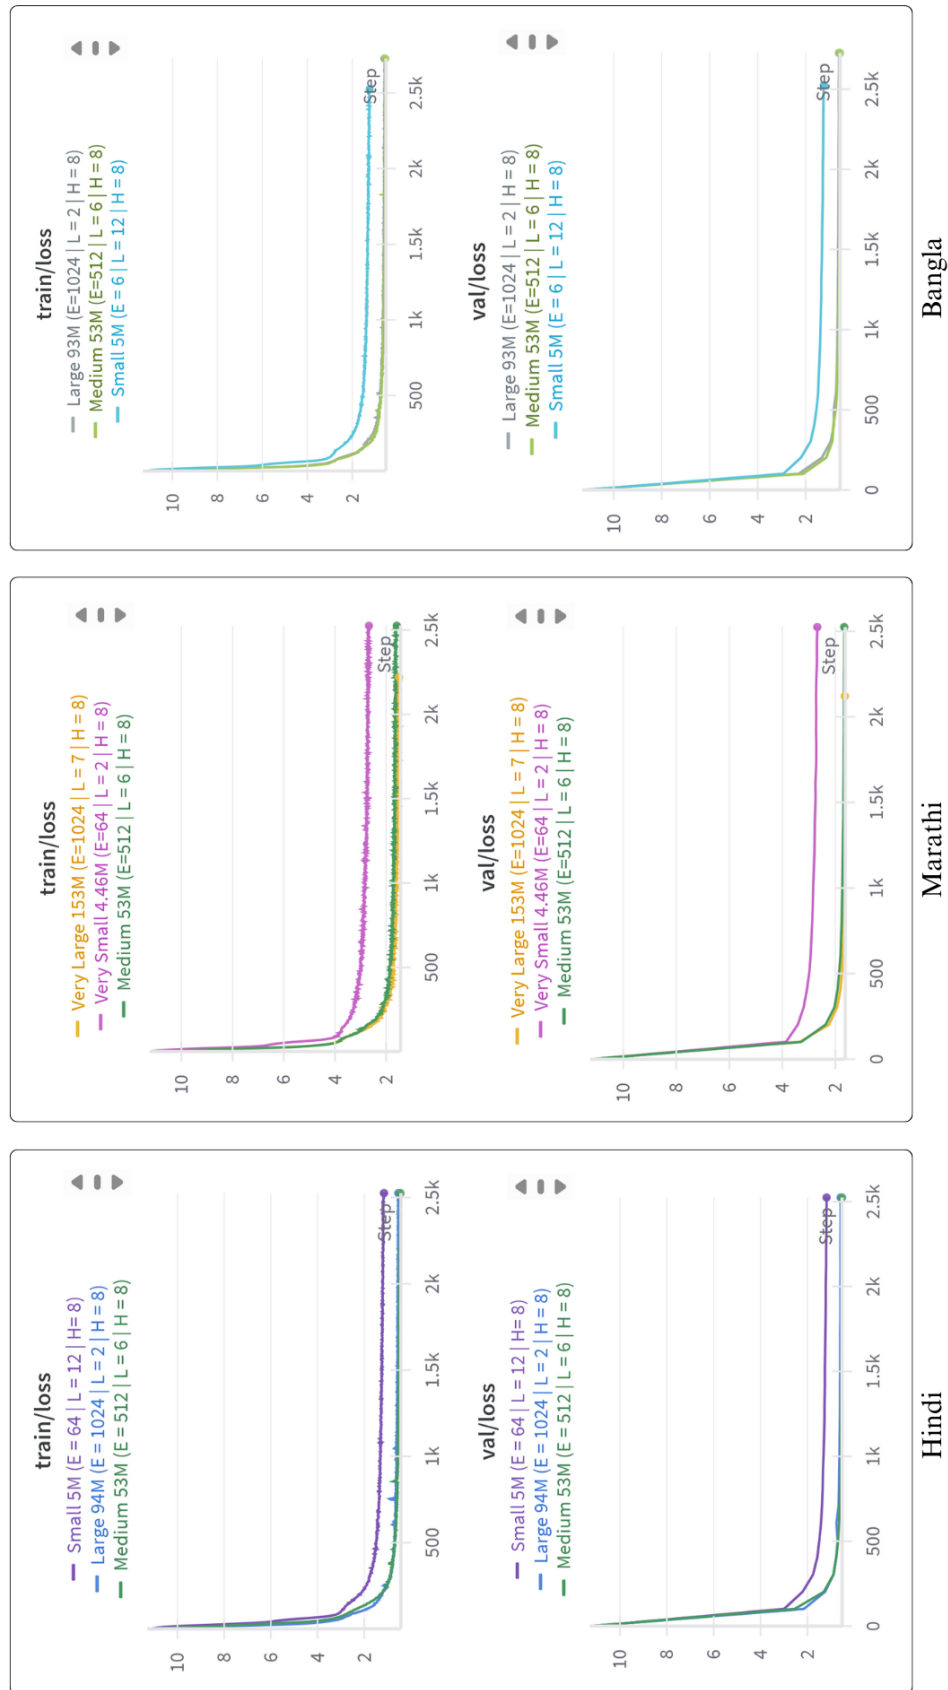 train/loss
Small 5M (E = 64 | L = 12 | H= 8)
Large 94M (E = 1024 | L = 2 | H = 8)
Medium 53M (E = 512 | L = 6 | H = 8)
10
8
6
4
2
Step
500 1k 1.5k 2k 2.5k
val/loss
Small 5M (E = 64 | L = 12 | H= 8)
Large 94M (E = 1024 | L = 2 | H = 8)
Medium 53M (E = 512 | L = 6 | H = 8)
10
8
6
4
2
Step
0 500 1k 1.5k 2k 2.5k
Hindi
train/loss
Very Large 153M (E=1024 | L = 7 | H = 8)
Very Small 4.46M (E=64 | L = 2 | H = 8)
Medium 53M (E=512 | L = 6 | H = 8)
10
8
6
4
2
Step
500 1k 1.5k 2k 2.5k
val/loss
Very Large 153M (E=1024 | L = 7 | H = 8)
Very Small 4.46M (E=64 | L = 2 | H = 8)
Medium 53M (E=512 | L = 6 | H = 8)
10
8
6
4
2
Step
0 500 1k 1.5k 2k 2.5k
Marathi
train/loss
Large 93M (E=1024 | L = 2 | H = 8)
Medium 53M (E=512 | L = 6 | H = 8)
Small 5M (E = 6 | L = 12 | H = 8)
10
8
6
4
2
Step
500 1k 1.5k 2k 2.5k
val/loss
Large 93M (E=1024 | L = 2 | H = 8)
Medium 53M (E=512 | L = 6 | H = 8)
Small 5M (E = 6 | L = 12 | H = 8)
10
8
6
4
2
Step
0 500 1k 1.5k 2k 2.5k
Bangla